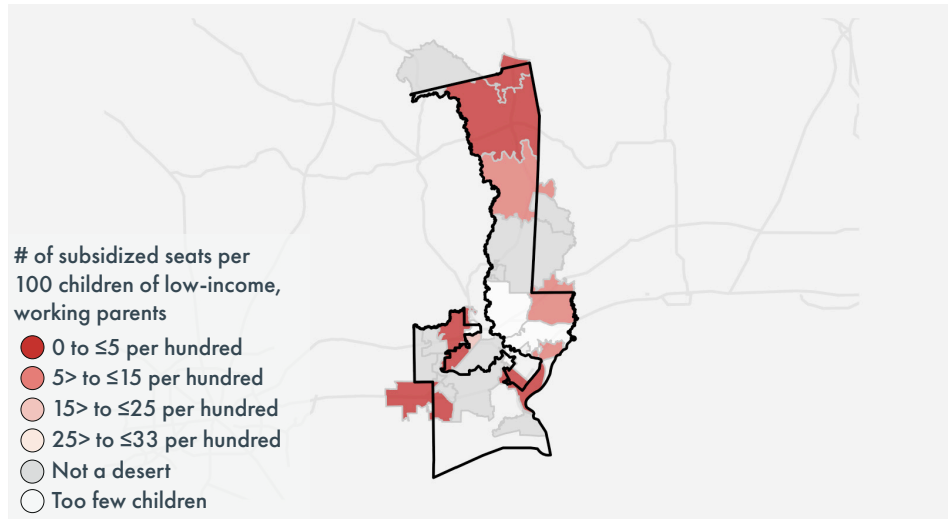 # of subsidized seats per
100 children of low-income,
working parents
0 to ≤5 per hundred
5> to ≤15 per hundred
15> to ≤25 per hundred
25> to ≤33 per hundred
Not a desert
Too few children